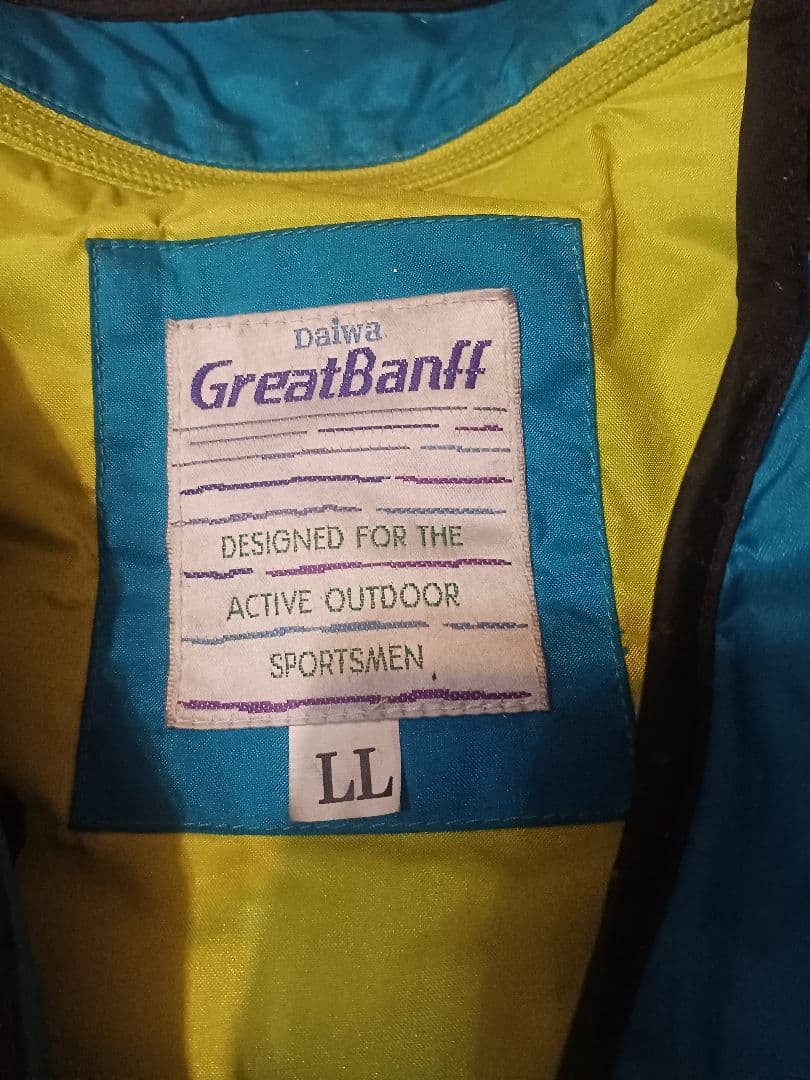 Daiwa
GreatBanff
DESIGNED FOR THE
ACTIVE OUTDOOR
SPORTSMEN
LL